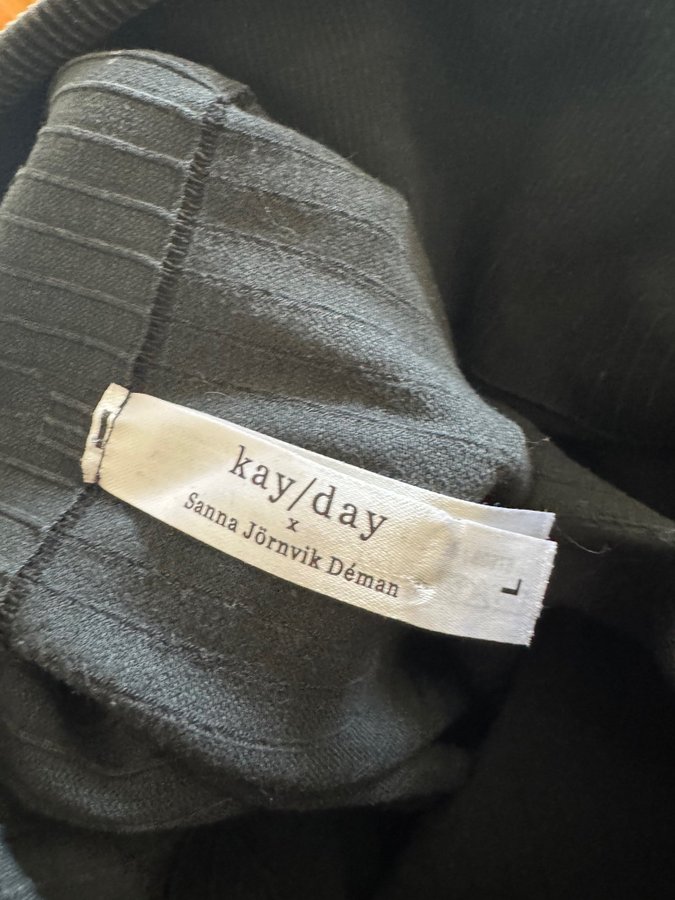 kay/day
x
Sanna Jörnvik Déman
L